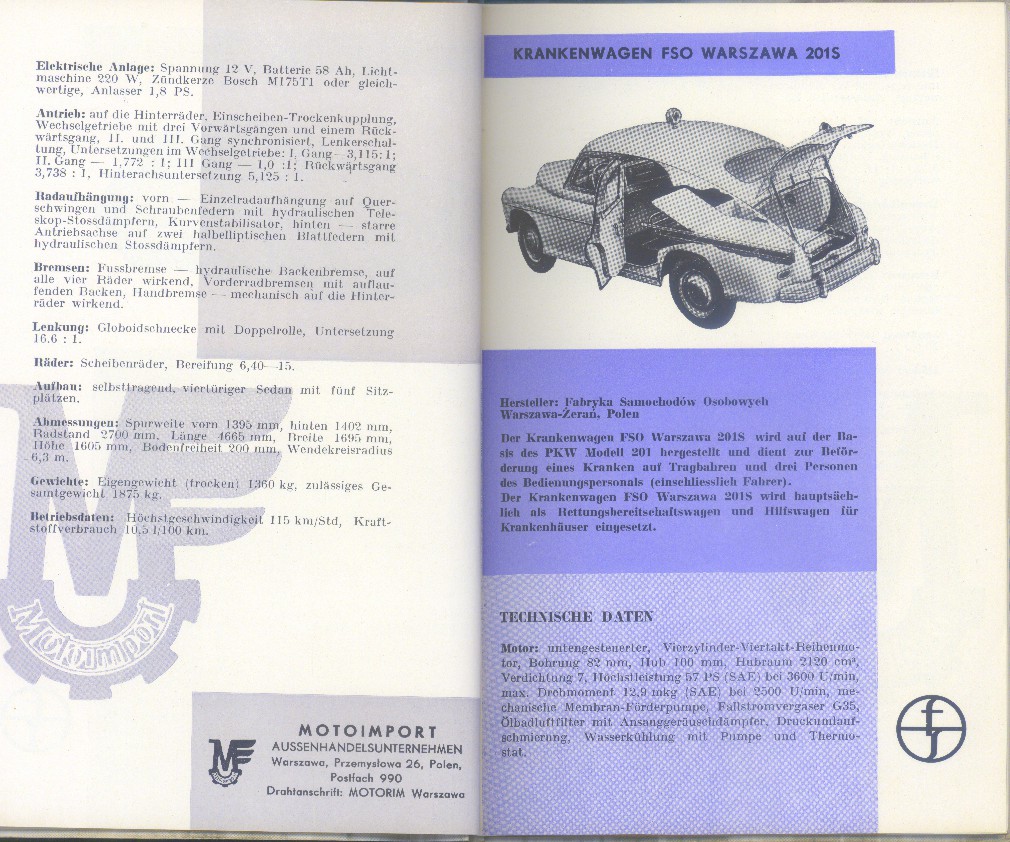 Elektrische Anlage: Spannung 12 V, Batterie 58 Ah, Licht-
maschine 220 W, Zündkerze Bosch M175T1 oder gleich-
wertige, Anlasser 1,8 PS.
Antrieb: auf die Hinterräder, Einscheiben-Trockenkupplung,
Wechselgetriebe mit drei Vorwärtsgängen und einem Rück-
wärtsgang, II. und III. Gang synchronisiert, Lenkerschal-
tung, Untersetzungen im Wechselgetriebe: I. Gang—3,115:1;
II. Gang — 1,772 : 1; III Gang — 1,0 :1; Rückwärtsgang
3,738 : 1, Hinterachsuntersetzung 5,125 : 1.
Radaufhängung: vorn — Einzelradaufhängung auf Quer-
schwingen und Schraubenfedern mit hydraulischen Tele-
skop-Stossdämpfern, Kurvenstabilisator, hinten — starre
Antriebsachse auf zwei halbelliptischen Blattfedern mit
hydraulischen Stossdämpfern.
Bremsen: Fussbremse — hydraulische Backenbremse, auf
alle vier Räder wirkend, Vorderradbremsen mit auflau-
fenden Backen, Handbremse — mechanisch auf die Hinter-
räder wirkend.
Lenkung: Globoidschnecke mit Doppelrolle, Untersetzung
16.6 : 1.
Räder: Scheibenräder, Bereifung 6,40—15.
Aufbau: selbsttragend, viertüriger Sedan mit fünf Sitz-
plätzen.
Abmessungen: Spurweite vorn 1395 mm, hinten 1402 mm,
Radstand 2700 mm, Länge 4665 mm, Breite 1695 mm,
Höhe 1605 mm, Bodenfreiheit 200 mm, Wendekreisradius
6,3 m.
Gewichte: Eigengewicht (trocken) 1360 kg, zulässiges Ge-
samtgewicht 1875 kg.
Betriebsdaten: Höchstgeschwindigkeit 115 km/Std, Kraft-
stoffverbrauch 10,5 l/100 km.
Motoimport
MOTOIMPORT
AUSSENHANDELSUNTERNEHMEN
Warszawa, Przemysłowa 26, Polen,
Postfach 990
Drahtanschrift: MOTORIM Warszawa
KRANKENWAGEN FSO WARSZAWA 201S
Hersteller: Fabryka Samochodów Osobowych
Warszawa-Żerań, Polen
Der Krankenwagen FSO Warszawa 201S wird auf der Ba-
sis des PKW Modell 201 hergestellt und dient zur Beför-
derung eines Kranken auf Tragbahren und drei Personen
des Bedienungspersonals (einschliesslich Fahrer).
Der Krankenwagen FSO Warszawa 201S wird hauptsäch-
lich als Rettungsbereitschaftswagen und Hilfswagen für
Krankenhäuser eingesetzt.
TECHNISCHE DATEN
Motor: untengesteuerter, Vierzylinder-Viertakt-Reihenmo-
tor, Bohrung 82 mm, Hub 100 mm, Hubraum 2120 cm³,
Verdichtung 7, Höchstleistung 57 PS (SAE) bei 3600 U/min,
max. Drehmoment 12,9 mkg (SAE) bei 2500 U/min, me-
chanische Membran-Förderpumpe, Fallstromvergaser G35,
Ölbadluftfilter mit Ansauggeräuschdämpfer, Druckumlauf-
schmierung, Wasserkühlung mit Pumpe und Thermo-
stat.